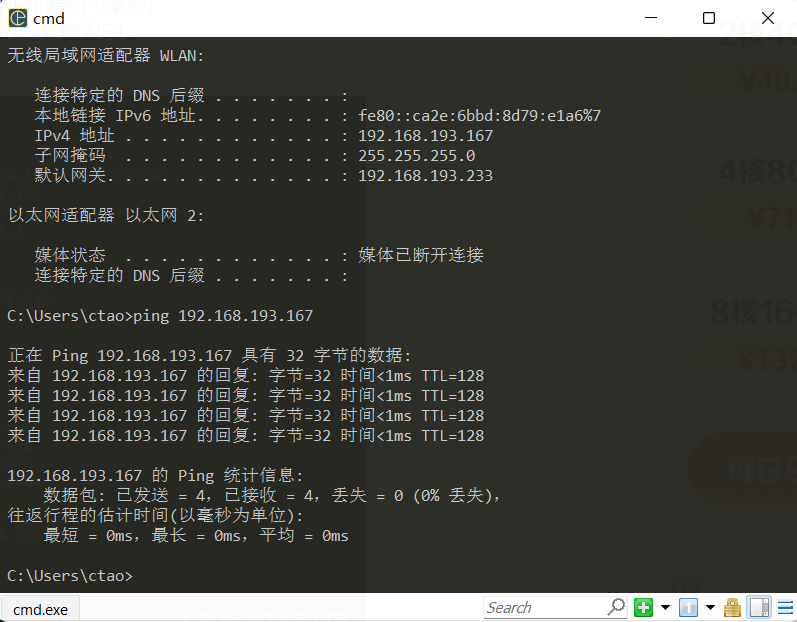 cmd
无线局域网适配器 WLAN:
连接特定的 DNS 后缀 . . . . . . . :
本地链接 IPv6 地址. . . . . . . . : fe80::ca2e:6bbd:8d79:e1a6%7
IPv4 地址 . . . . . . . . . . . . : 192.168.193.167
子网掩码  . . . . . . . . . . . . : 255.255.255.0
默认网关. . . . . . . . . . . . . : 192.168.193.233
以太网适配器 以太网 2:
媒体状态  . . . . . . . . . . . . : 媒体已断开连接
连接特定的 DNS 后缀 . . . . . . . :
C:\Users\ctao>ping 192.168.193.167
正在 Ping 192.168.193.167 具有 32 字节的数据:
来自 192.168.193.167 的回复: 字节=32 时间<1ms TTL=128
来自 192.168.193.167 的回复: 字节=32 时间<1ms TTL=128
来自 192.168.193.167 的回复: 字节=32 时间<1ms TTL=128
来自 192.168.193.167 的回复: 字节=32 时间<1ms TTL=128
192.168.193.167 的 Ping 统计信息:
数据包: 已发送 = 4，已接收 = 4，丢失 = 0 (0% 丢失)，
往返行程的估计时间(以毫秒为单位):
最短 = 0ms，最长 = 0ms，平均 = 0ms
C:\Users\ctao>
cmd.exe
Search